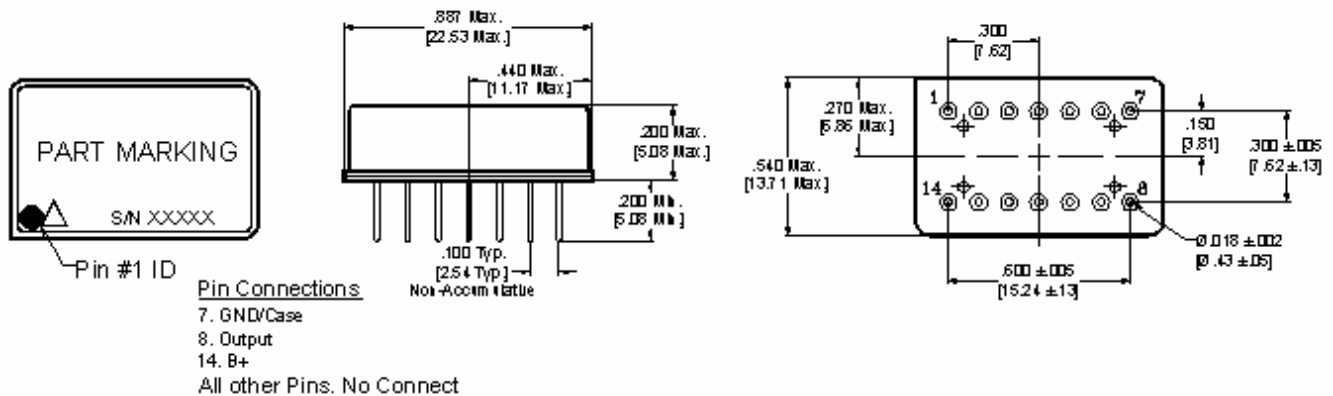 PART MARKING
S/N XXXXX
Pin #1 ID
.887 Max.
[22.53 Max.]
.440 Max.
[11.17 Max.]
.200 Max.
[5.08 Max.]
.200 Min.
[5.08 Min.]
.100 Typ.
[2.54 Typ.]
Non-Accumulative
.300
[7.62]
.270 Max.
[6.86 Max.]
.540 Max.
[13.71 Max.]
1
7
14
8
.150
[3.81]
.300 ±.005
[7.62 ±.13]
Ø.018 ±.002
[Ø .43 ±.05]
.600 ±.005
[15.24 ±.13]
Pin Connections
7. GND/Case
8. Output
14. B+
All other Pins. No Connect